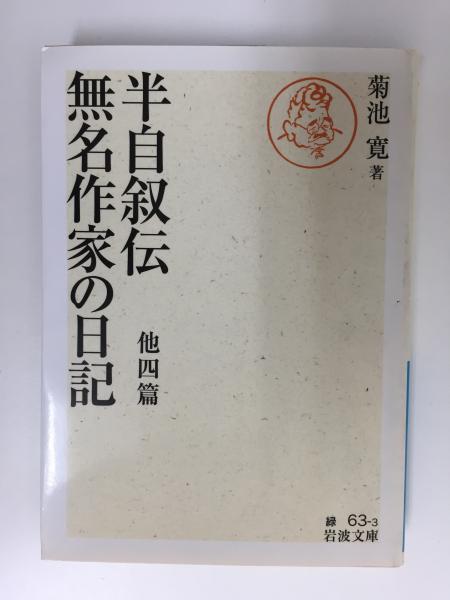 菊池 寛 著
半自叙伝
無名作家の日記
他四篇
緑 63-3
岩波文庫